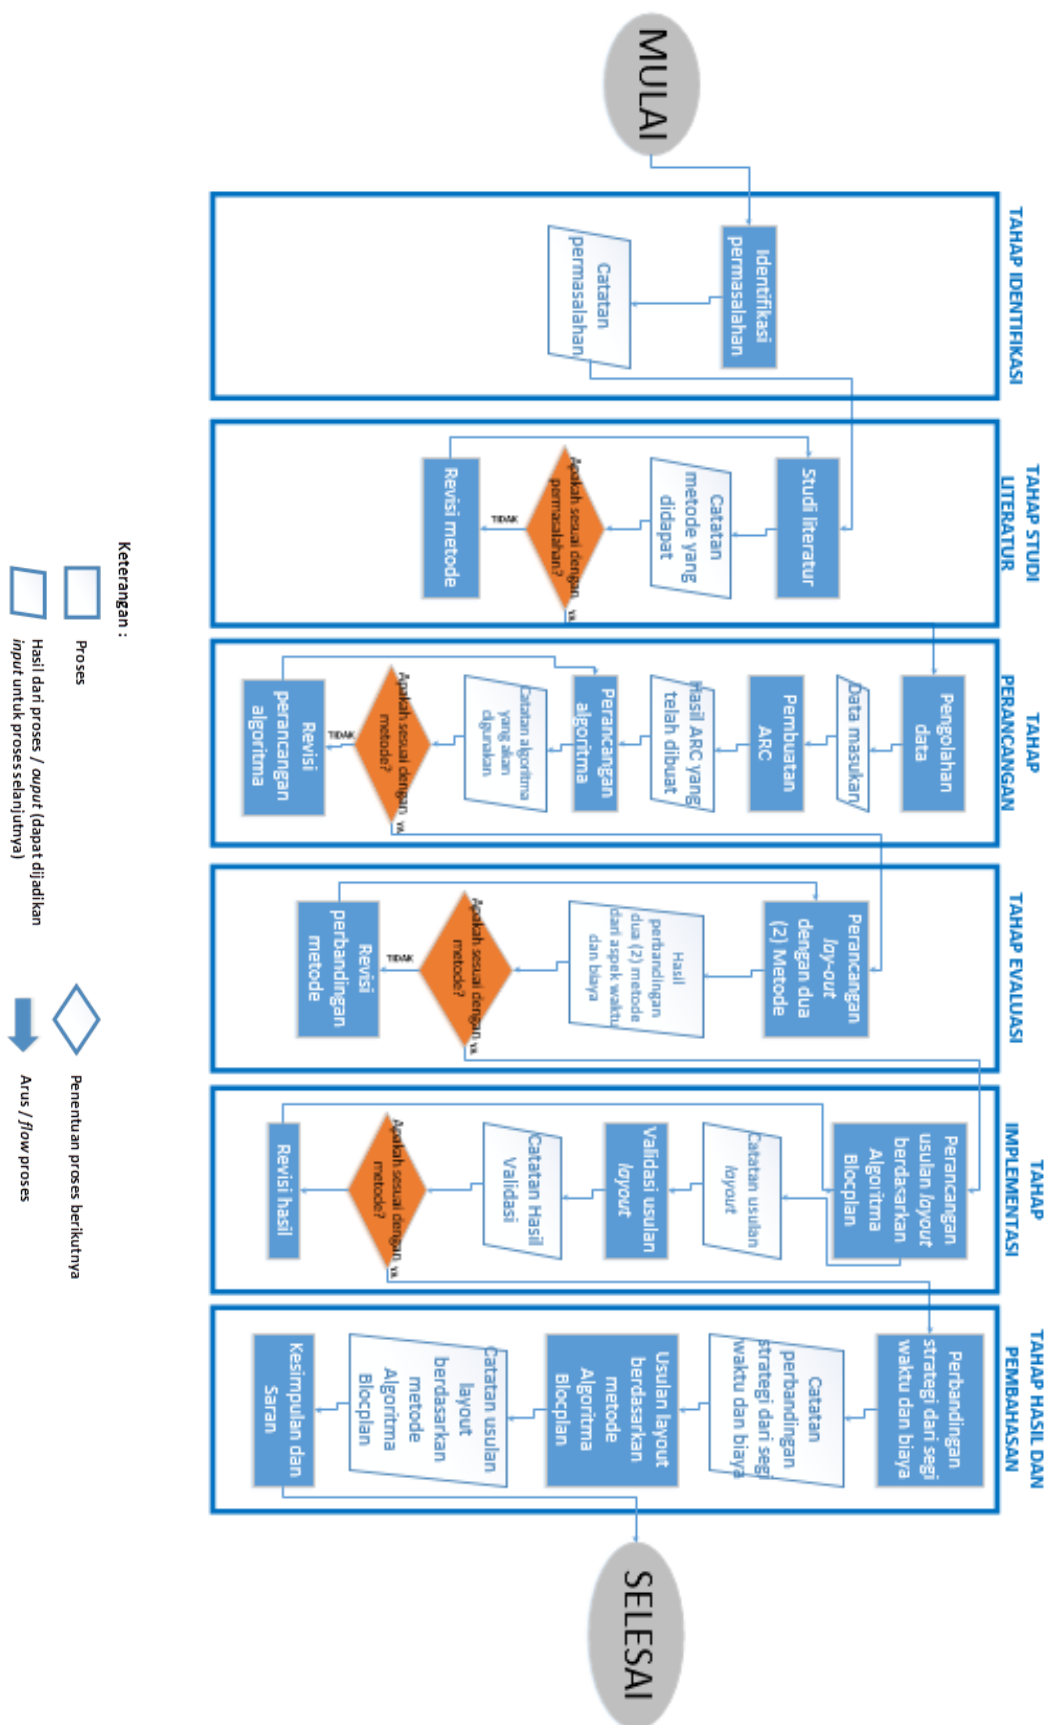 MULAI
TAHAP IDENTIFIKASI
Identifikasi
permasalahan
Catatan
permasalahan
TAHAP STUDI
LITERATUR
Studi literatur
Catatan
metode yang
didapat
Apakah sesuai dengan
permasalahan?
YA
TIDAK
Revisi metode
TAHAP
PERANCANGAN
Pengolahan
data
Data masukan
Pembuatan
ARC
Hasil ARC yang
telah dibuat
Perancangan
algoritma
Catatan algoritma
yang akan
digunakan
Apakah sesuai dengan
metode?
YA
TIDAK
Revisi
perancangan
algoritma
TAHAP EVALUASI
Perancangan
lay-out
dengan dua
(2) Metode
Hasil
perbandingan
dua (2) metode
dari aspek waktu
dan biaya
Apakah sesuai dengan
metode?
YA
TIDAK
Revisi
perbandingan
metode
TAHAP
IMPLEMENTASI
Perancangan
usulan layout
berdasarkan
Algoritma
Blocplan
Catatan usulan
layout
Validasi usulan
layout
Catatan Hasil
Validasi
Apakah sesuai dengan
metode?
YA
Revisi hasil
TAHAP HASIL DAN
PEMBAHASAN
Perbandingan
strategi dari segi
waktu dan biaya
Catatan
perbandingan
strategi dari segi
waktu dan biaya
Usulan layout
berdasarkan
metode
Algoritma
Blocplan
Catatan usulan
layout
berdasarkan
metode
Algoritma
Blocplan
Kesimpulan dan
Saran
SELESAI
Keterangan :
Proses
Hasil dari proses / ouput (dapat dijadikan
input untuk proses selanjutnya)
Penentuan proses berikutnya
Arus / flow proses